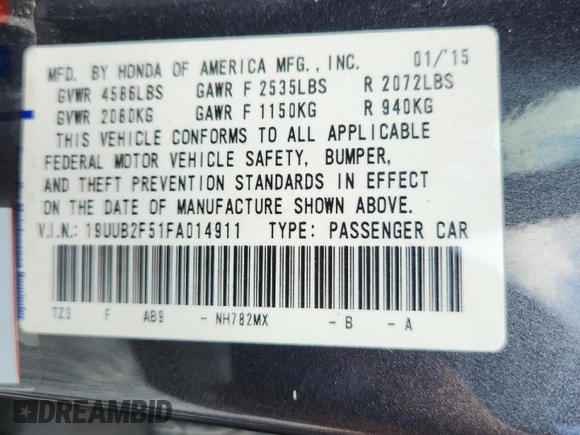 MFD. BY HONDA OF AMERICA MFG., INC. 01/'15
GVWR 4586LBS GAWR F 2535LBS R 2072LBS
GVWR 2080KG GAWR F 1150KG R 940KG
THIS VEHICLE CONFORMS TO ALL APPLICABLE
FEDERAL MOTOR VEHICLE SAFETY, BUMPER,
AND THEFT PREVENTION STANDARDS IN EFFECT
ON THE DATE OF MANUFACTURE SHOWN ABOVE.
V.I.N.: 19UUB2F51FA014911 TYPE: PASSENGER CAR
TZ3 F AB9 - NH782MX - B - A
DREAMBID